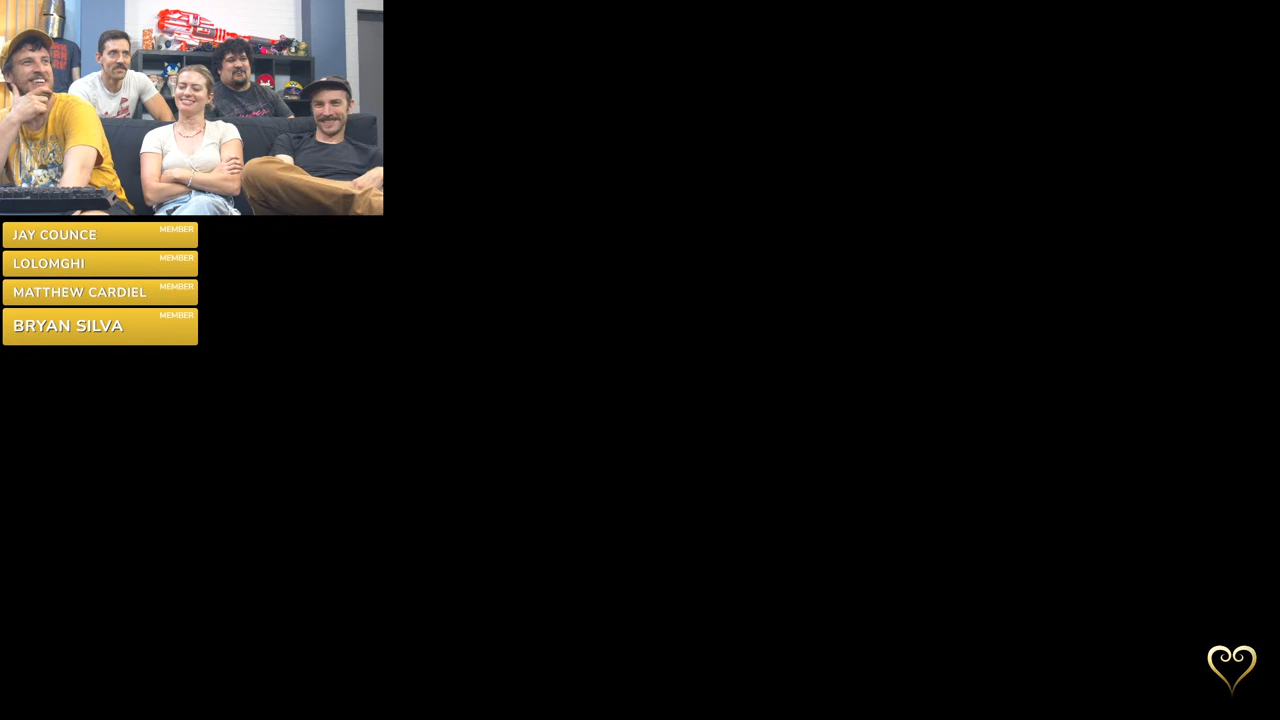 JAY COUNCE
MEMBER
LOLOMGHI
MEMBER
MATTHEW CARDIEL
MEMBER
BRYAN SILVA
MEMBER